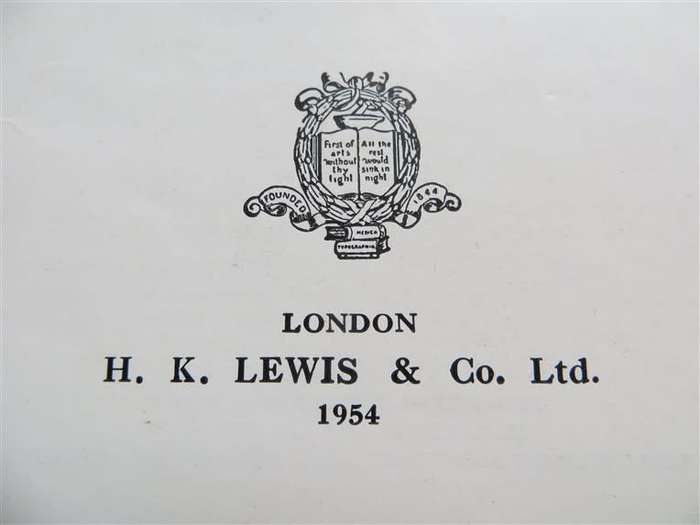 First of
arts
without
thy
light
All the
rest
would
sink in
night
FOUNDED
1844
MEDICA
TYPOGRAPHIA
LONDON
H. K. LEWIS & Co. Ltd.
1954